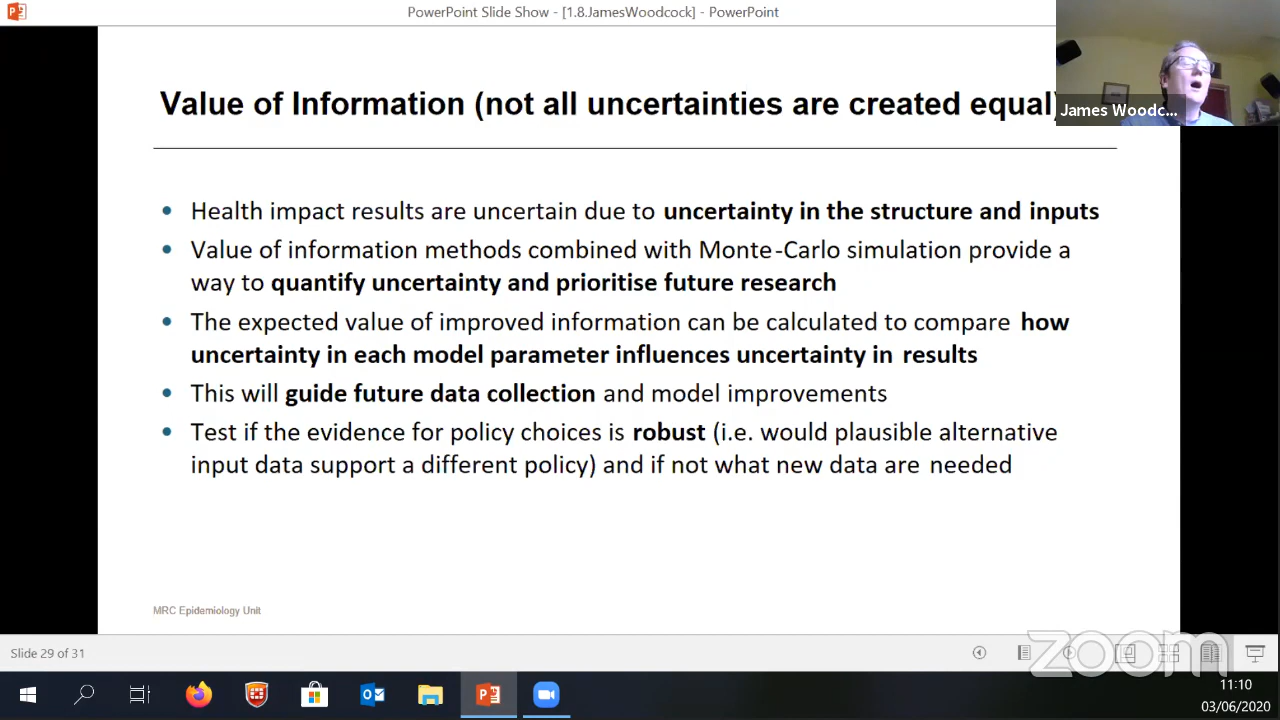 PowerPoint Slide Show - [1.8.JamesWoodcock] - PowerPoint
Value of Information (not all uncertainties are created equal)
James Woodc...
• Health impact results are uncertain due to uncertainty in the structure and inputs
• Value of information methods combined with Monte-Carlo simulation provide a
way to quantify uncertainty and prioritise future research
• The expected value of improved information can be calculated to compare how
uncertainty in each model parameter influences uncertainty in results
• This will guide future data collection and model improvements
• Test if the evidence for policy choices is robust (i.e. would plausible alternative
input data support a different policy) and if not what new data are needed
MRC Epidemiology Unit
Slide 29 of 31
zoom
11:10
03/06/2020